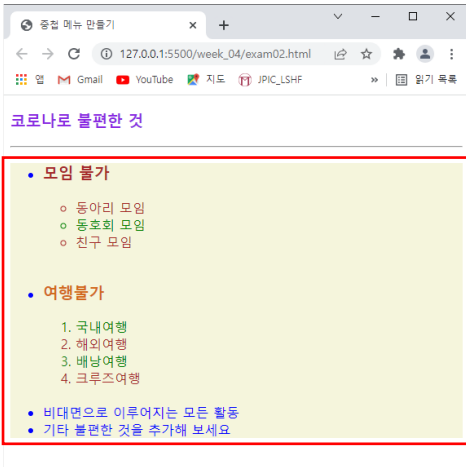 중첩 메뉴 만들기
127.0.0.1:5500/week_04/exam02.html
앱 Gmail YouTube 지도 JPIC_LSHF » 읽기 목록
코로나로 불편한 것
모임 불가
동아리 모임
동호회 모임
친구 모임
여행불가
1. 국내여행
2. 해외여행
3. 배낭여행
4. 크루즈여행
비대면으로 이루어지는 모든 활동
기타 불편한 것을 추가해 보세요